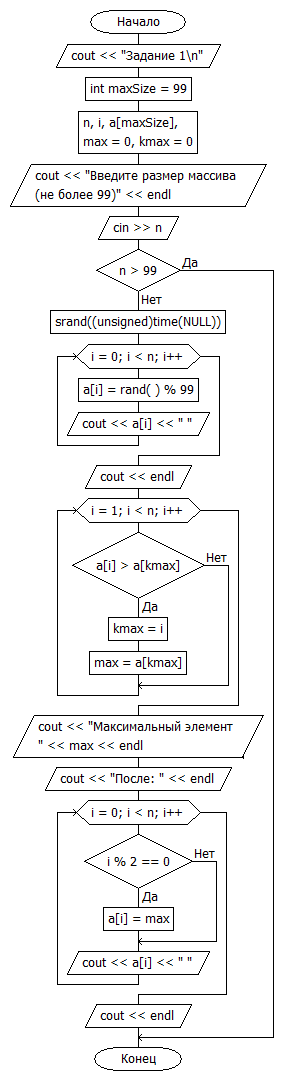 Начало
cout << "Задание 1\n"
int maxSize = 99
n, i, a[maxSize],
max = 0, kmax = 0
cout << "Введите размер массива
(не более 99)" << endl
cin >> n
n > 99
Да
Нет
srand((unsigned)time(NULL))
i = 0; i < n; i++
a[i] = rand( ) % 99
cout << a[i] << " "
cout << endl
i = 1; i < n; i++
a[i] > a[kmax]
Нет
Да
kmax = i
max = a[kmax]
cout << "Максимальный элемент
" << max << endl
cout << "После: " << endl
i = 0; i < n; i++
i % 2 == 0
Нет
Да
a[i] = max
cout << a[i] << " "
cout << endl
Конец